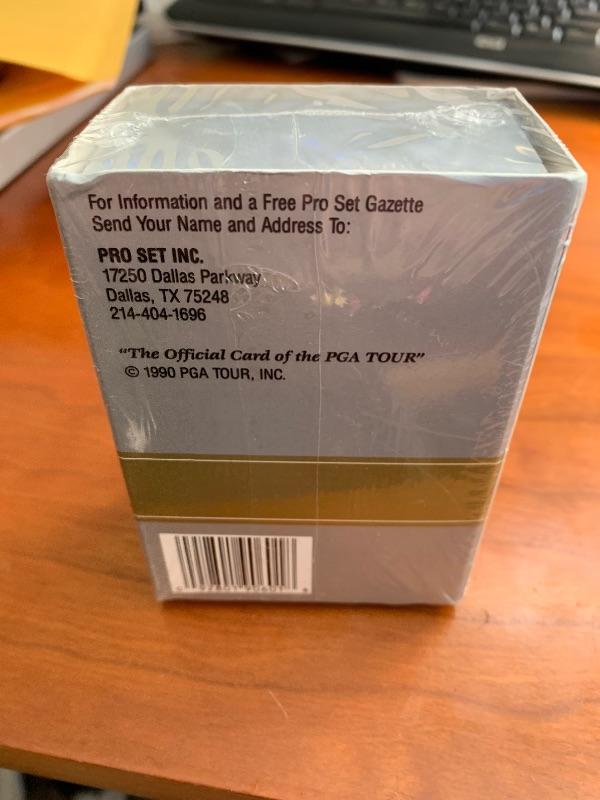 For Information and a Free Pro Set Gazette
Send Your Name and Address To:
PRO SET INC.
17250 Dallas Parkway
Dallas, TX 75248
214-404-1696
“The Official Card of the PGA TOUR”
© 1990 PGA TOUR, INC.